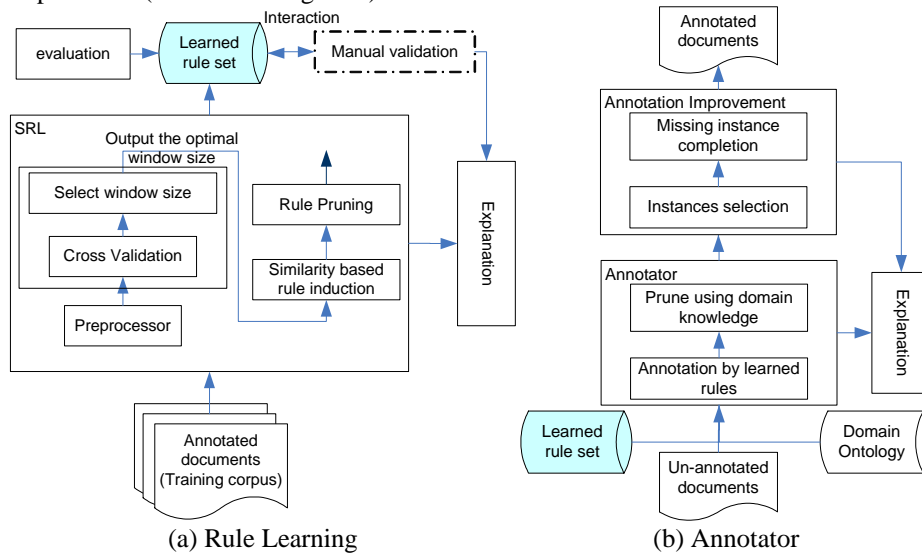 Interaction
evaluation
Learned
rule set
Manual validation
SRL
Output the optimal
window size
Select window size
Cross Validation
Preprocessor
Rule Pruning
Similarity based
rule induction
Explanation
Annotated
documents
(Training corpus)
(a) Rule Learning
Annotated
documents
Annotation Improvement
Missing instance
completion
Instances selection
Annotator
Prune using domain
knowledge
Annotation by learned
rules
Explanation
Learned
rule set
Domain
Ontology
Un-annotated
documents
(b) Annotator